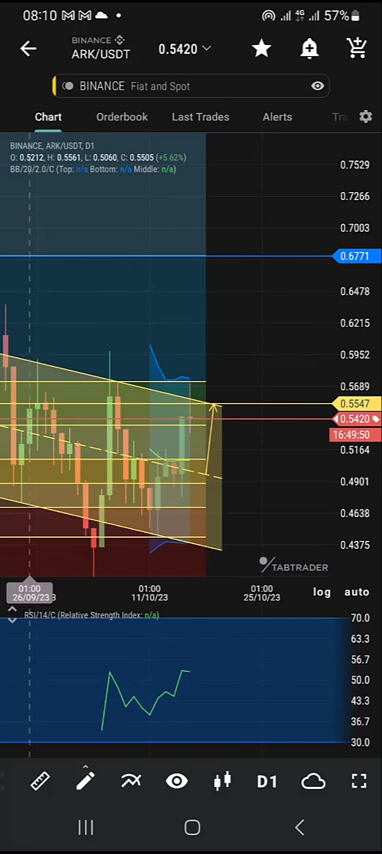 08:10
4G 57%
BINANCE
ARK/USDT
0.5420
BINANCE Fiat and Spot
Chart Orderbook Last Trades Alerts Tra
BINANCE, ARK/USDT, D1
O: 0.5212, H: 0.5561, L: 0.5060, C: 0.5505 (+5.62%)
BB/20/2.0/C (Top: n/a Bottom: n/a Middle: n/a)
0.7529
0.7266
0.7003
0.6771
0.6478
0.6215
0.5952
0.5689
0.5547
0.5420
16:49:50
0.5164
0.4901
0.4638
0.4375
TABTRADER
01:00 01:00 01:00 log auto
26/09/23 11/10/23 25/10/23
RSI/14/C (Relative Strength Index: n/a)
70.0
63.3
56.7
50.0
43.3
36.7
30.0
D1